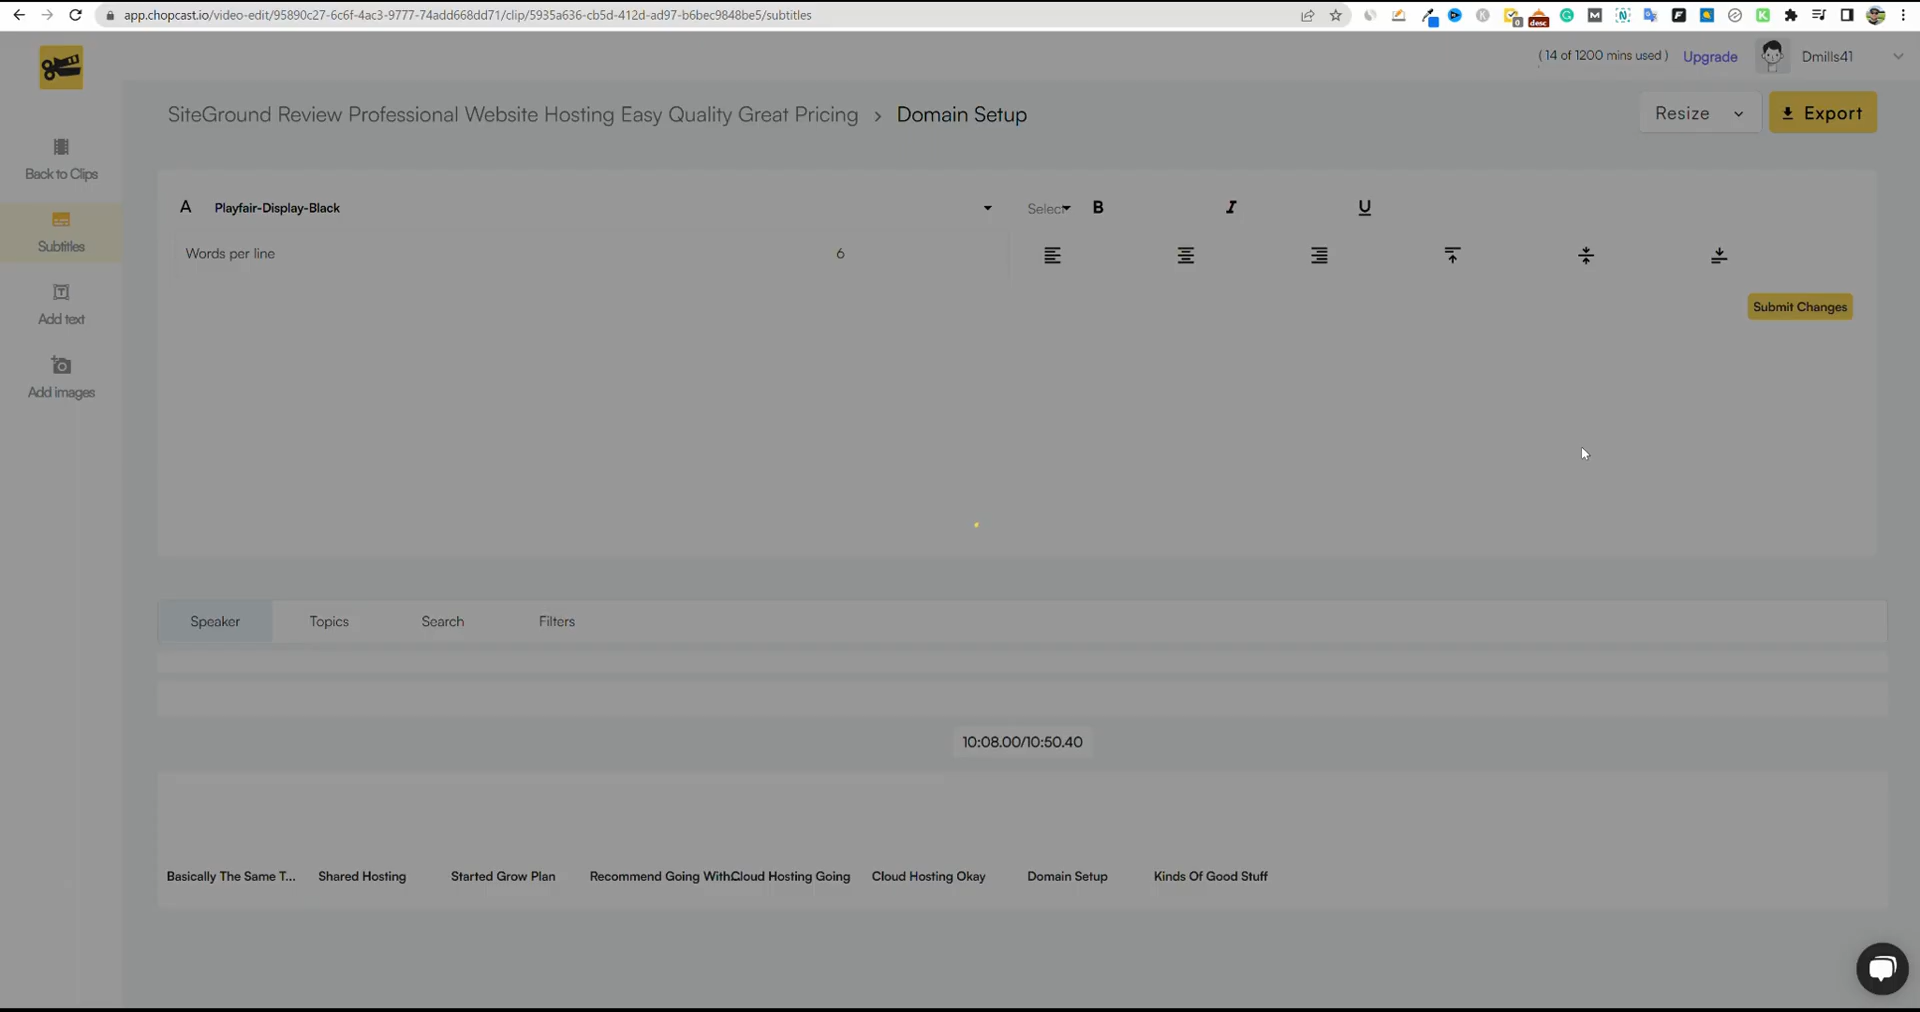 app.chopcast.io/video-edit/95890c27-6c6f-4ac3-9777-74add668dd71/clip/5935a636-cb5d-412d-ad97-b6bec9848be5/subtitles
0
desc
( 14 of 1200 mins used )
Upgrade
Dmills41
SiteGround Review Professional Website Hosting Easy Quality Great Pricing > Domain Setup
Resize
Export
Back to Clips
Subtitles
Add text
Add images
A Playfair-Display-Black
Select
B
I
U
Words per line
6
Submit Changes
Speaker
Topics
Search
Filters
10:08.00/10:50.40
Basically The Same T...
Shared Hosting
Started Grow Plan
Recommend Going With...
Cloud Hosting Going
Cloud Hosting Okay
Domain Setup
Kinds Of Good Stuff